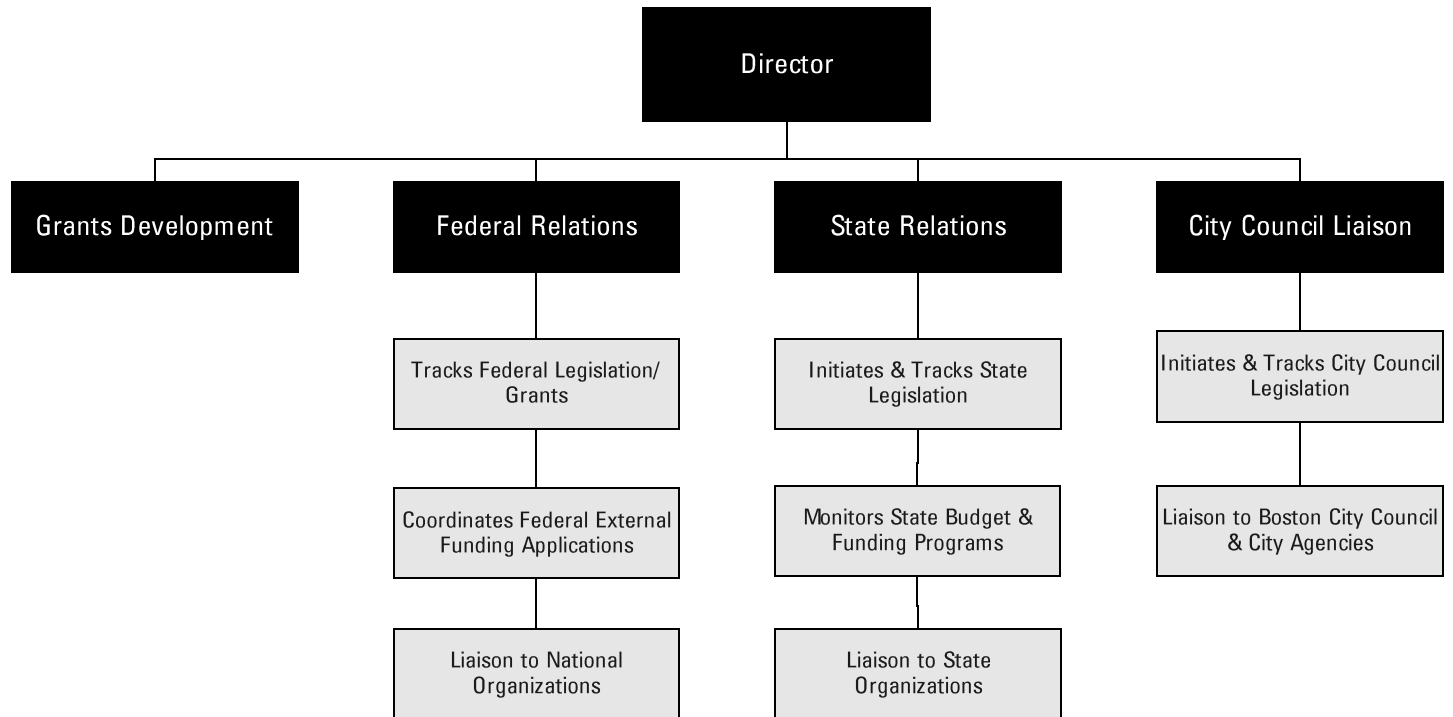 Director
Grants Development
Federal Relations
State Relations
City Council Liaison
Tracks Federal Legislation/
Grants
Initiates & Tracks State
Legislation
Initiates & Tracks City Council
Legislation
Coordinates Federal External
Funding Applications
Monitors State Budget &
Funding Programs
Liaison to Boston City Council
& City Agencies
Liaison to National
Organizations
Liaison to State
Organizations